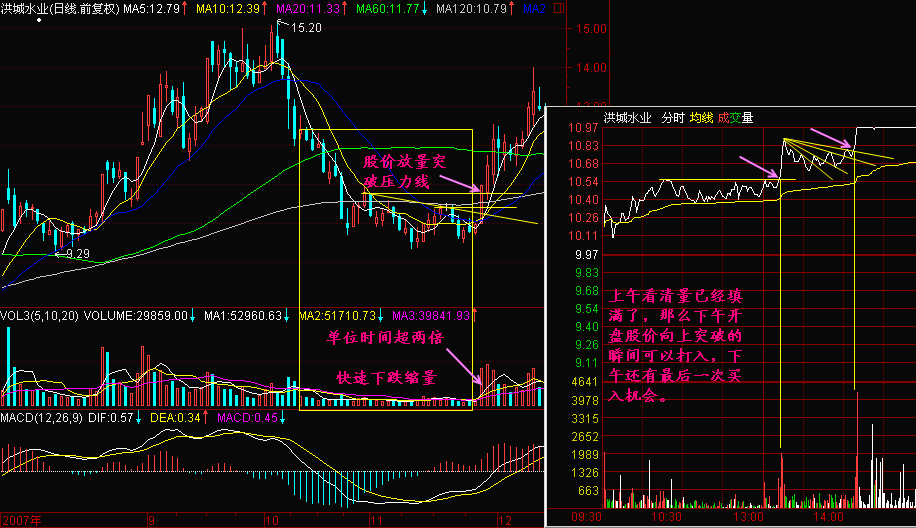 洪城水业(日线.前复权) MA5:12.79↑ MA10:12.39↑ MA20:11.33↑ MA60:11.77↓ MA120:10.79↑ MA2
15.20
15.00
14.00
股价放量突
破压力线
9.29
VOL3(5,10,20) VOLUME:29859.00↓ MA1:52960.63↓ MA2:51710.73↓ MA3:39841.93↑
单位时间超两倍
快速下跌缩量
MACD(12,26,9) DIF:0.57↓ DEA:0.34↑ MACD:0.45↓
2007年 9 10 11 12
洪城水业 分时 均线 成交量
10.97
10.83
10.68
10.54
10.40
10.26
10.11
9.97
9.83
9.68
9.54
9.40
9.26
9.11
4641
3978
3315
2652
1989
1326
663
上午看清量已经填
满了，那么下午开
盘股价向上突破的
瞬间可以打入，下
午还有最后一次买
入机会。
09:30 10:30 13:00 14:00